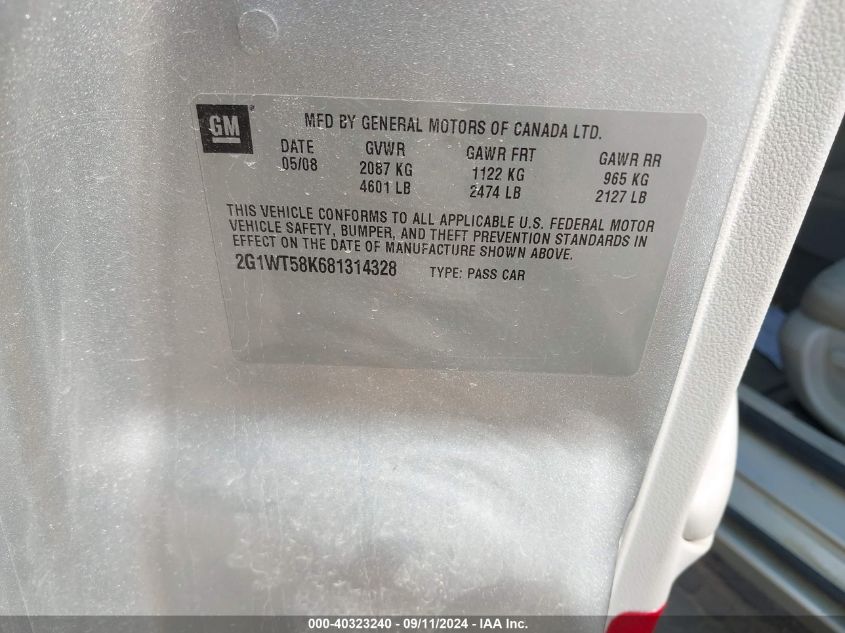 GM
MFD BY GENERAL MOTORS OF CANADA LTD.
DATE GVWR GAWR FRT GAWR RR
05/08 2087 KG 1122 KG 965 KG
4601 LB 2474 LB 2127 LB
THIS VEHICLE CONFORMS TO ALL APPLICABLE U.S. FEDERAL MOTOR
VEHICLE SAFETY, BUMPER, AND THEFT PREVENTION STANDARDS IN
EFFECT ON THE DATE OF MANUFACTURE SHOWN ABOVE.
2G1WT58K681314328 TYPE: PASS CAR
000-40323240 - 09/11/2024 - IAA Inc.